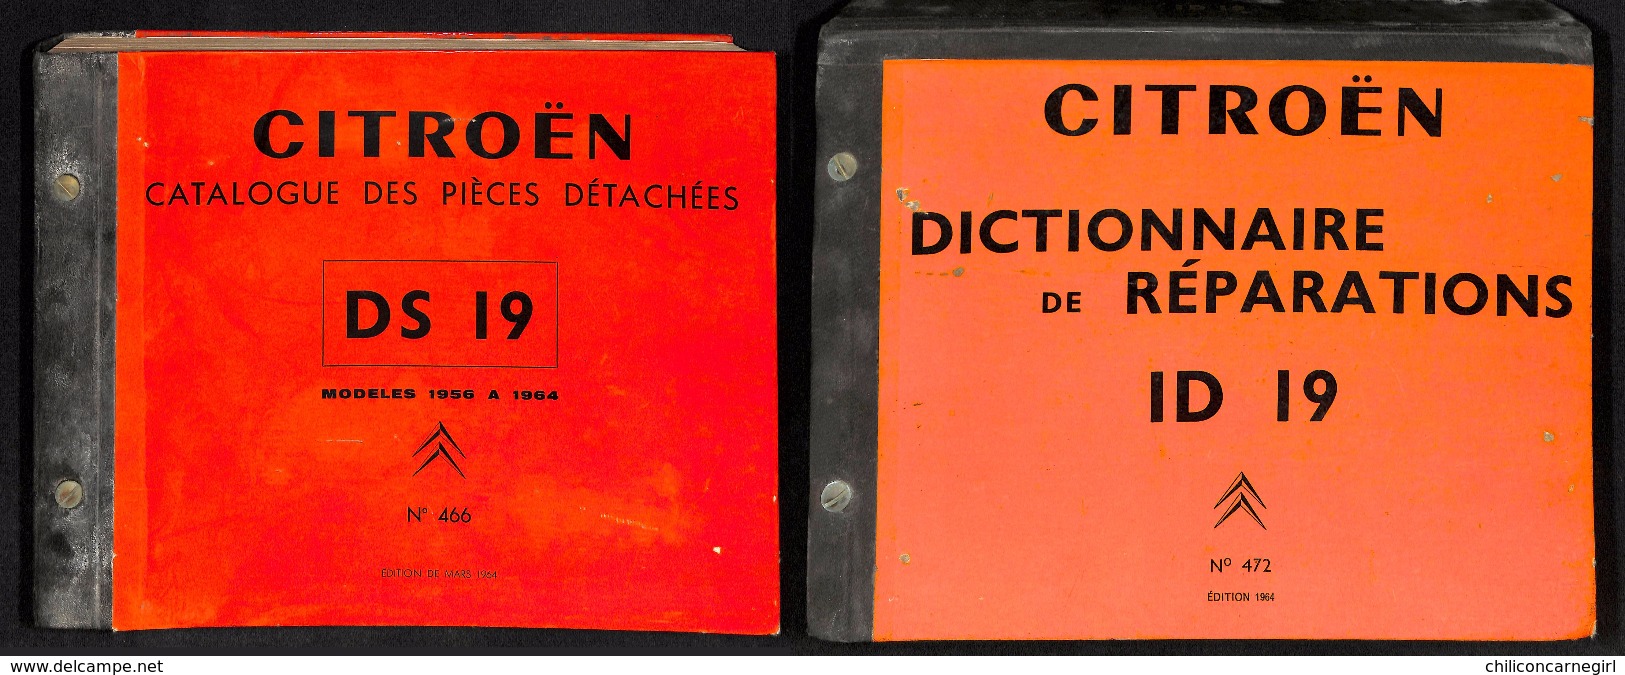 CITROËN
CATALOGUE DES PIÈCES DÉTACHÉES
DS 19
MODELES 1956 A 1964
N° 466
EDITION DE MARS 1964
CITROËN
DICTIONNAIRE
DE RÉPARATIONS
ID 19
N° 472
ÉDITION 1964
www.delcampe.net
chiliconcarnegirl